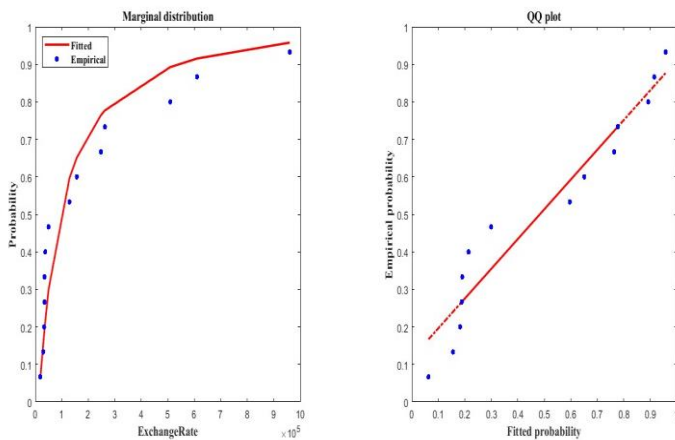 Marginal distribution
Fitted
Empirical
1
0.9
0.8
0.7
0.6
0.5
0.4
0.3
0.2
0.1
0
Probability
0 1 2 3 4 5 6 7 8 9 10
ExchangeRate
×10⁵
QQ plot
1
0.9
0.8
0.7
0.6
0.5
0.4
0.3
0.2
0.1
0
Empirical probability
0 0.1 0.2 0.3 0.4 0.5 0.6 0.7 0.8 0.9 1
Fitted probability